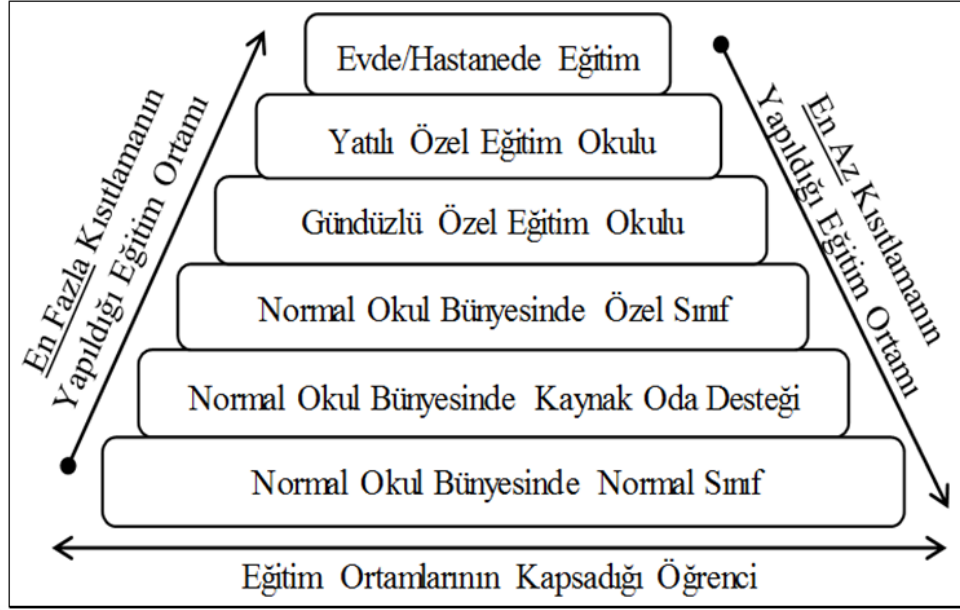 Evde/Hastanede Eğitim
Yatılı Özel Eğitim Okulu
Gündüzlü Özel Eğitim Okulu
Normal Okul Bünyesinde Özel Sınıf
Normal Okul Bünyesinde Kaynak Oda Desteği
Normal Okul Bünyesinde Normal Sınıf
En Fazla Kısıtlamanın
Yapıldığı Eğitim Ortamı
En Az Kısıtlamanın
Yapıldığı Eğitim Ortamı
Eğitim Ortamlarının Kapsadığı Öğrenci